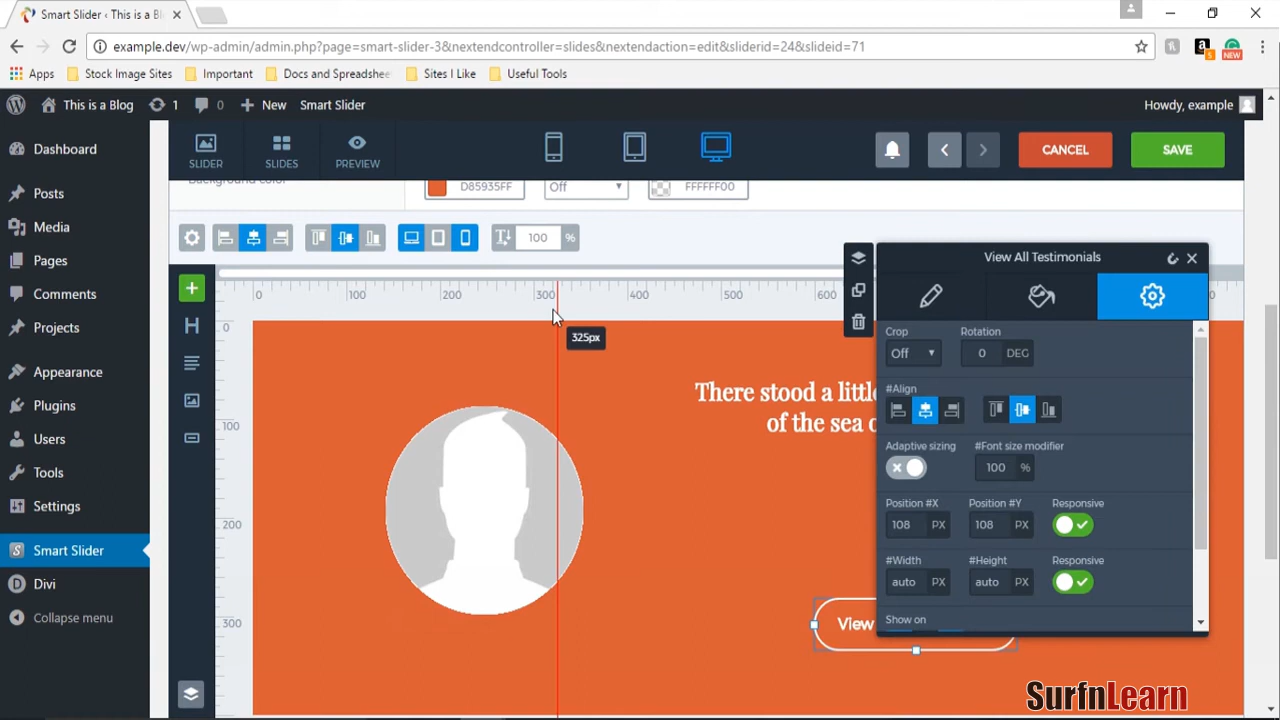 Smart Slider ‹ This is a Bl
example.dev/wp-admin/admin.php?page=smart-slider-3&nextendcontroller=slides&nextendaction=edit&sliderid=24&slideid=71
5
NEW
Apps
Stock Image Sites
Important
Docs and Spreadshee
Sites I Like
Useful Tools
This is a Blog
1
0
New
Smart Slider
Howdy, example
Dashboard
Posts
Media
Pages
Comments
Projects
Appearance
Plugins
Users
Tools
Settings
Smart Slider
Divi
Collapse menu
SLIDER
SLIDES
PREVIEW
CANCEL
SAVE
Background color
D85935FF
Off
FFFFFF00
100 %
0
100
200
300
400
500
600
0
100
200
300
325px
There stood a little
of the sea
View
View All Testimonials
Crop
Rotation
Off
0 DEG
#Align
Adaptive sizing
#Font size modifier
100 %
Position #X
Position #Y
Responsive
108 PX
108 PX
#Width
#Height
Responsive
auto PX
auto PX
Show on
SurfnLearn